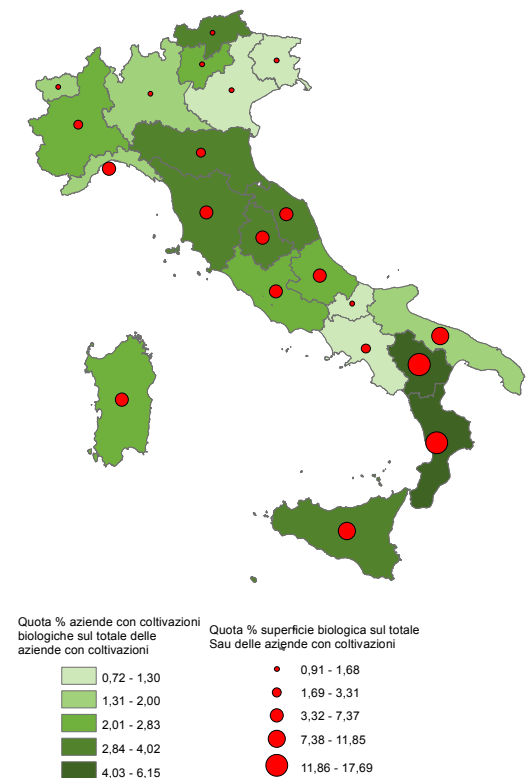 Quota % aziende con coltivazioni
biologiche sul totale delle
aziende con coltivazioni
0,72 - 1,30
1,31 - 2,00
2,01 - 2,83
2,84 - 4,02
4,03 - 6,15
Quota % superficie biologica sul totale
Sau delle aziende con coltivazioni
0,91 - 1,68
1,69 - 3,31
3,32 - 7,37
7,38 - 11,85
11,86 - 17,69